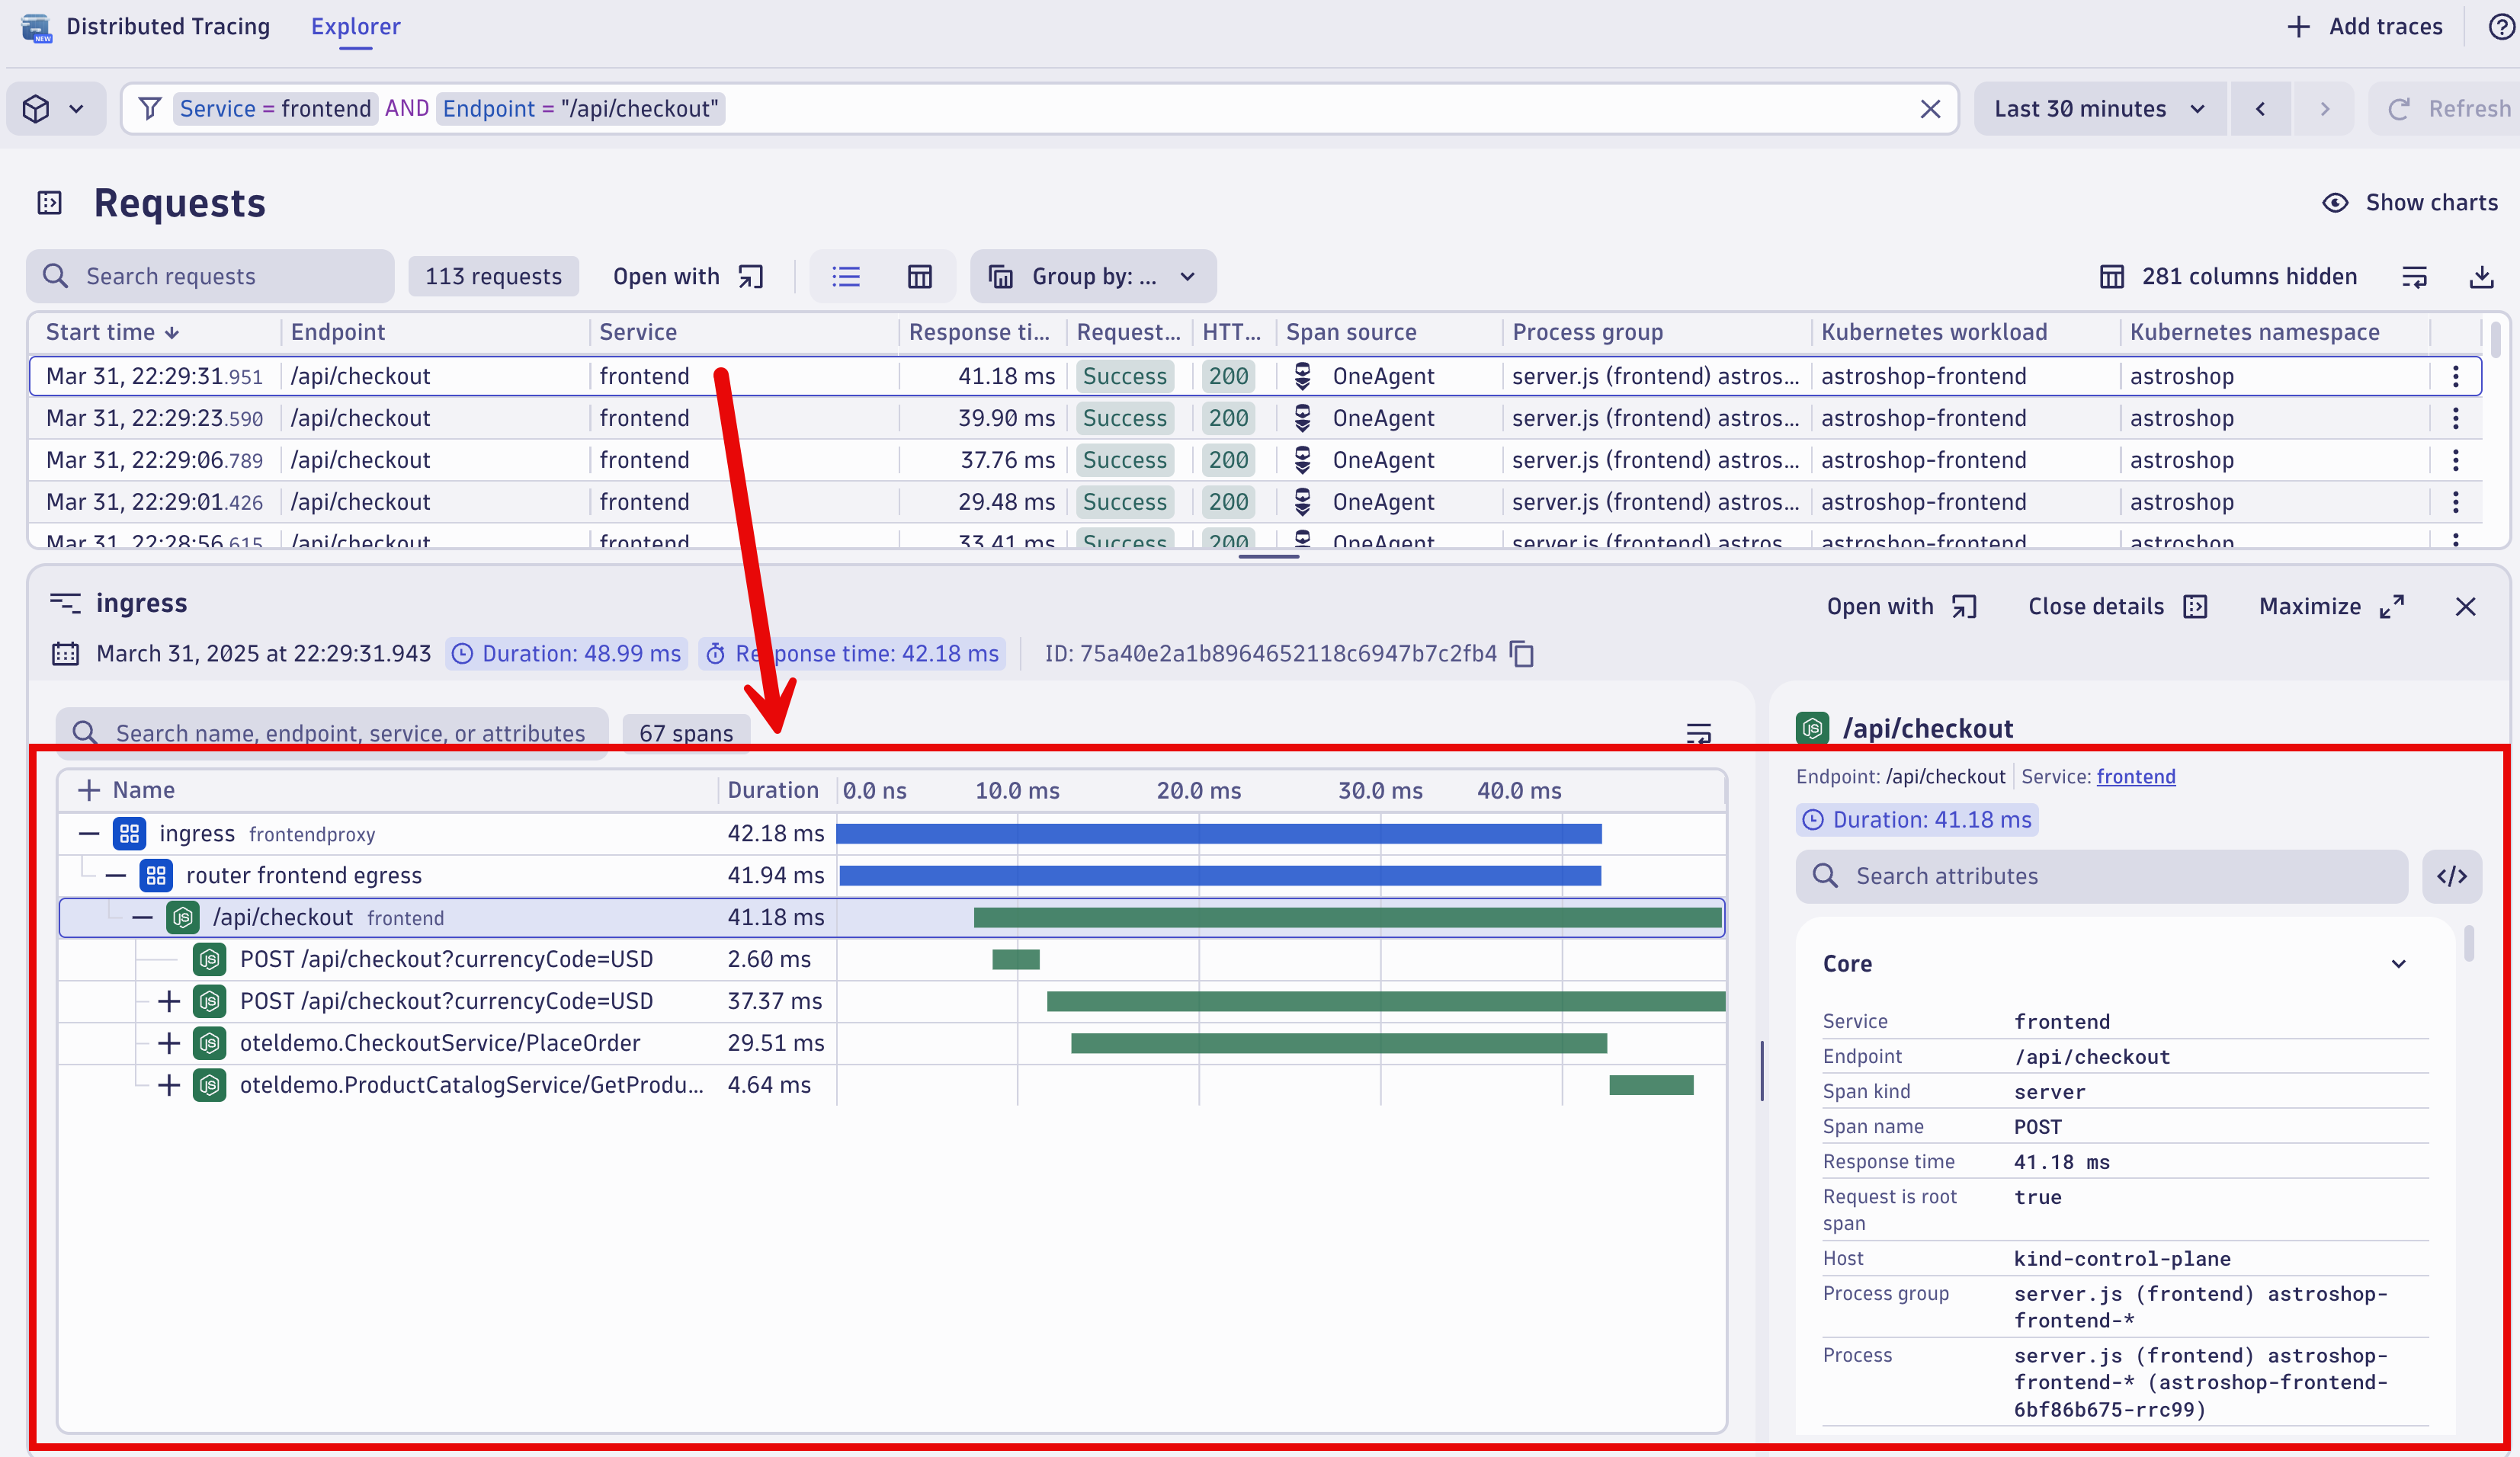 Distributed Tracing Explorer Add traces
NEW
Service = frontend AND Endpoint = "/api/checkout" Last 30 minutes Refresh
Requests Show charts
Search requests 113 requests Open with Group by: ... 281 columns hidden
Start time Endpoint Service Response ti... Request... HTT... Span source Process group Kubernetes workload Kubernetes namespace
Mar 31, 22:29:31.951 /api/checkout frontend 41.18 ms Success 200 OneAgent server.js (frontend) astros... astroshop-frontend astroshop
Mar 31, 22:29:23.590 /api/checkout frontend 39.90 ms Success 200 OneAgent server.js (frontend) astros... astroshop-frontend astroshop
Mar 31, 22:29:06.789 /api/checkout frontend 37.76 ms Success 200 OneAgent server.js (frontend) astros... astroshop-frontend astroshop
Mar 31, 22:29:01.426 /api/checkout frontend 29.48 ms Success 200 OneAgent server.js (frontend) astros... astroshop-frontend astroshop
Mar 31, 22:28:56.615 /api/checkout frontend 33.41 ms Success 200 OneAgent server.js (frontend) astros... astroshop-frontend astroshop
ingress Open with Close details Maximize
March 31, 2025 at 22:29:31.943 Duration: 48.99 ms Response time: 42.18 ms ID: 75a40e2a1b8964652118c6947b7c2fb4
Search name, endpoint, service, or attributes 67 spans
Name Duration 0.0 ns 10.0 ms 20.0 ms 30.0 ms 40.0 ms
ingress frontendproxy 42.18 ms
router frontend egress 41.94 ms
/api/checkout frontend 41.18 ms
POST /api/checkout?currencyCode=USD 2.60 ms
POST /api/checkout?currencyCode=USD 37.37 ms
oteldemo.CheckoutService/PlaceOrder 29.51 ms
oteldemo.ProductCatalogService/GetProdu... 4.64 ms
/api/checkout
Endpoint: /api/checkout Service: frontend
Duration: 41.18 ms
Search attributes </>
Core
Service frontend
Endpoint /api/checkout
Span kind server
Span name POST
Response time 41.18 ms
Request is root true
span
Host kind-control-plane
Process group server.js (frontend) astroshop-
frontend-*
Process server.js (frontend) astroshop-
frontend-* (astroshop-frontend-
6bf86b675-rrc99)